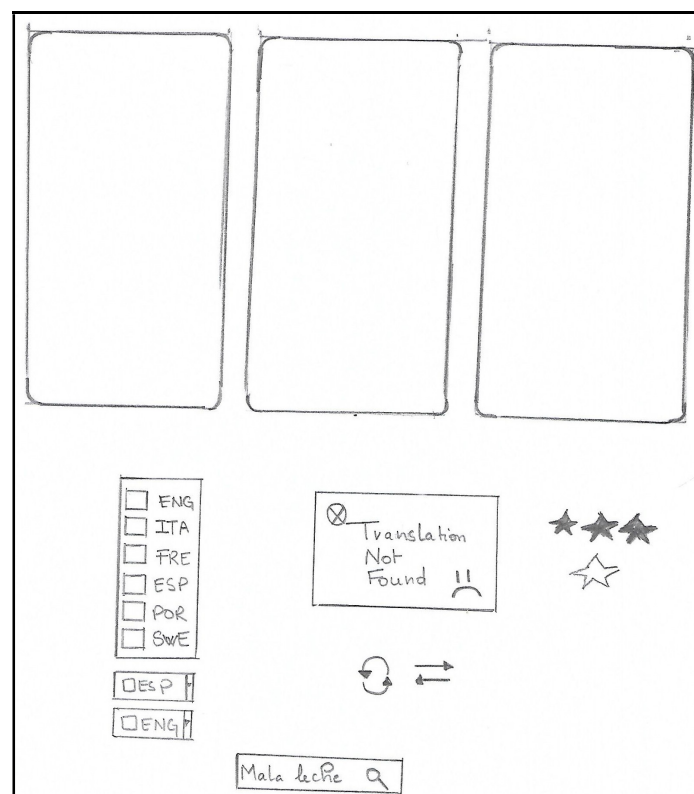 ENG
ITA
FRE
ESP
POR
SWE
Translation
Not
Found
ESP
ENG
Mala leche